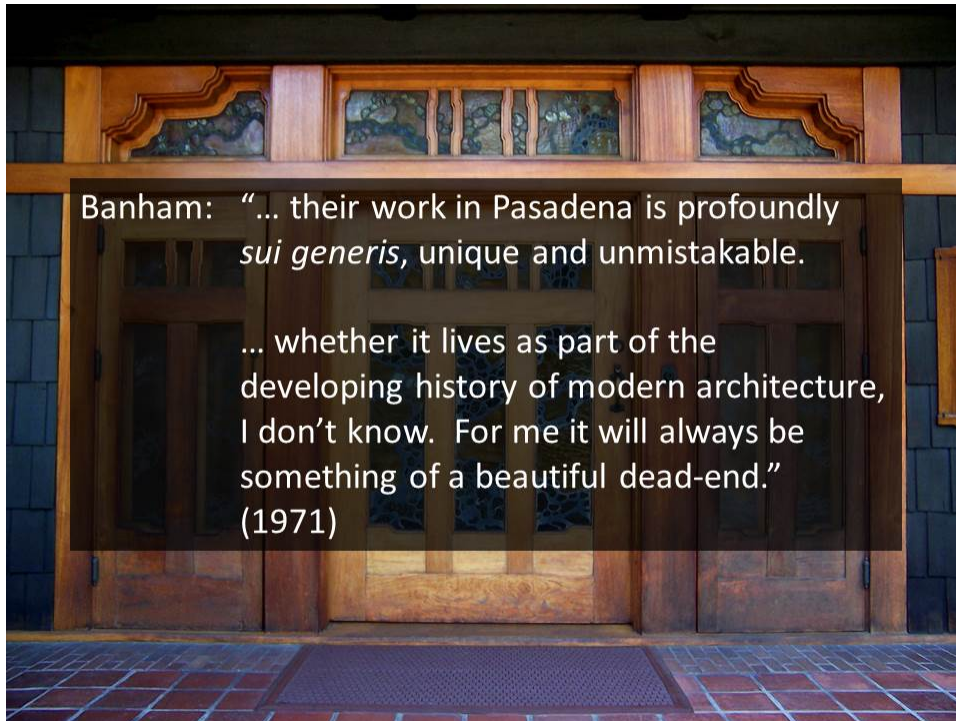 Banham: “… their work in Pasadena is profoundly
sui generis, unique and unmistakable.
… whether it lives as part of the
developing history of modern architecture,
I don’t know.  For me it will always be
something of a beautiful dead-end.”
(1971)